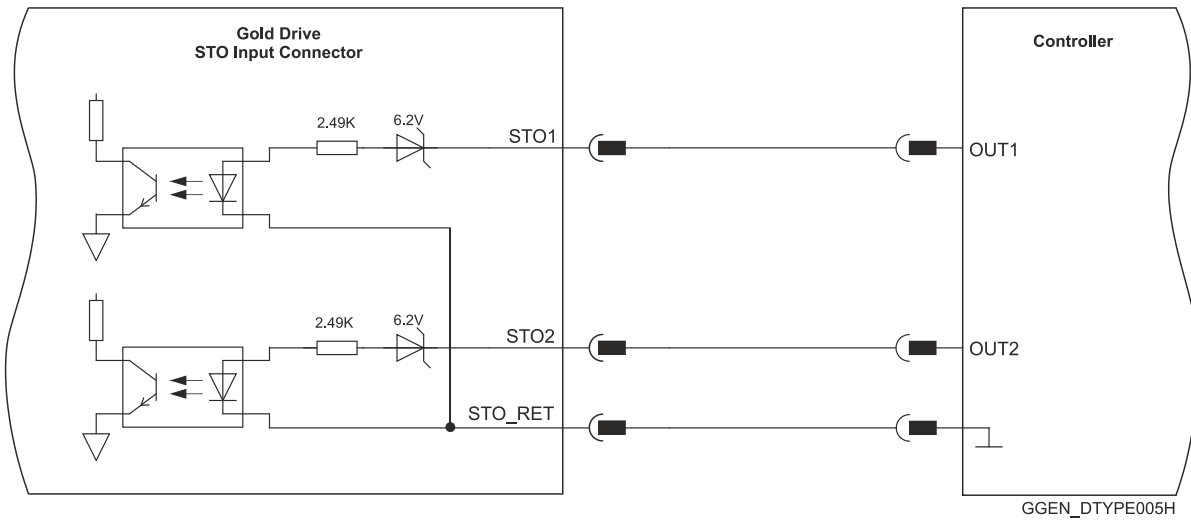 Gold Drive
STO Input Connector
Controller
2.49K
6.2V
STO1
OUT1
2.49K
6.2V
STO2
OUT2
STO_RET
GGEN_DTYPE005H